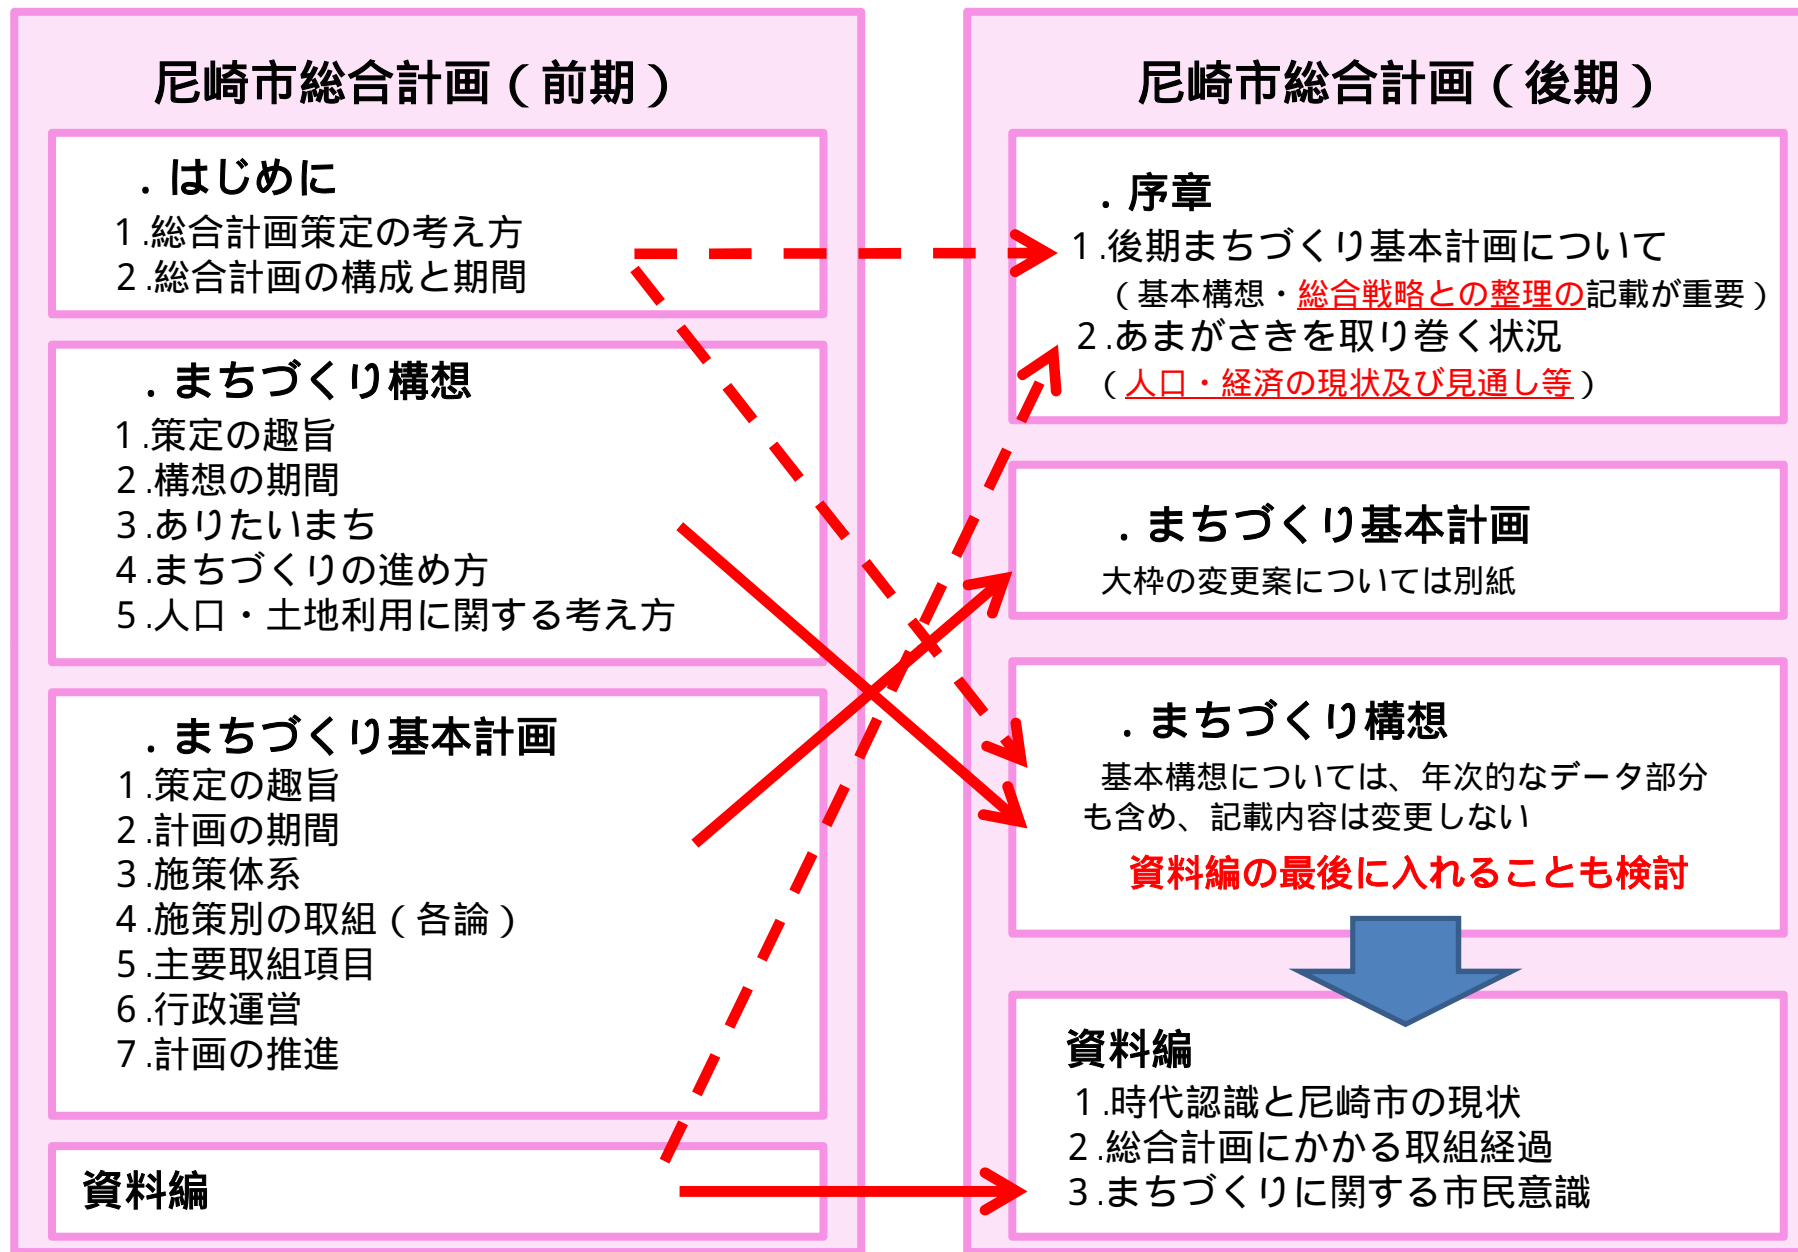 尼崎市総合計画（前期）
．はじめに
1.総合計画策定の考え方
2.総合計画の構成と期間
．まちづくり構想
1.策定の趣旨
2.構想の期間
3.ありたいまち
4.まちづくりの進め方
5.人口・土地利用に関する考え方
．まちづくり基本計画
1.策定の趣旨
2.計画の期間
3.施策体系
4.施策別の取組（各論）
5.主要取組項目
6.行政運営
7.計画の推進
資料編
尼崎市総合計画（後期）
．序章
1.後期まちづくり基本計画について
（基本構想・総合戦略との整理の記載が重要）
2.あまがさきを取り巻く状況
（人口・経済の現状及び見通し等）
．まちづくり基本計画
大枠の変更案については別紙
．まちづくり構想
基本構想については、年次的なデータ部分
も含め、記載内容は変更しない
資料編の最後に入れることも検討
資料編
1.時代認識と尼崎市の現状
2.総合計画にかかる取組経過
3.まちづくりに関する市民意識